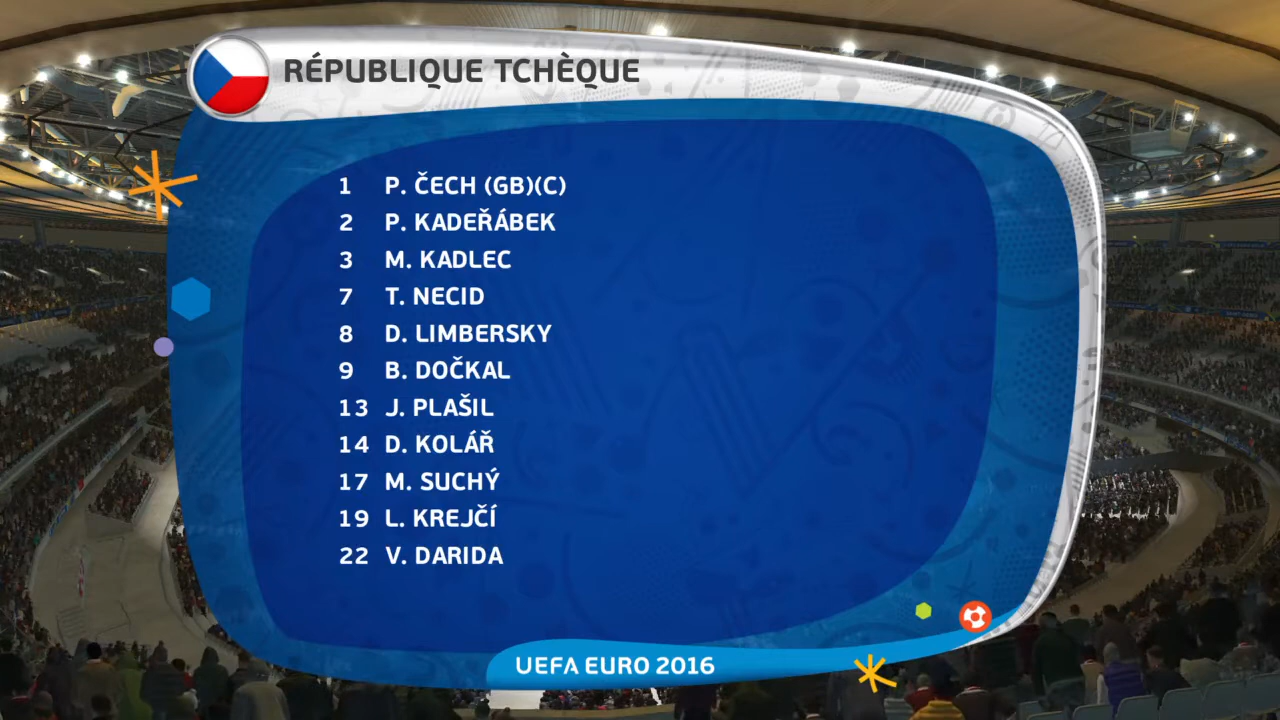 RÉPUBLIQUE TCHÈQUE
1 P. ČECH (GB)(C)
2 P. KADEŘÁBEK
3 M. KADLEC
7 T. NECID
8 D. LIMBERSKY
9 B. DOČKAL
13 J. PLAŠIL
14 D. KOLÁŘ
17 M. SUCHÝ
19 L. KREJČÍ
22 V. DARIDA
UEFA EURO 2016